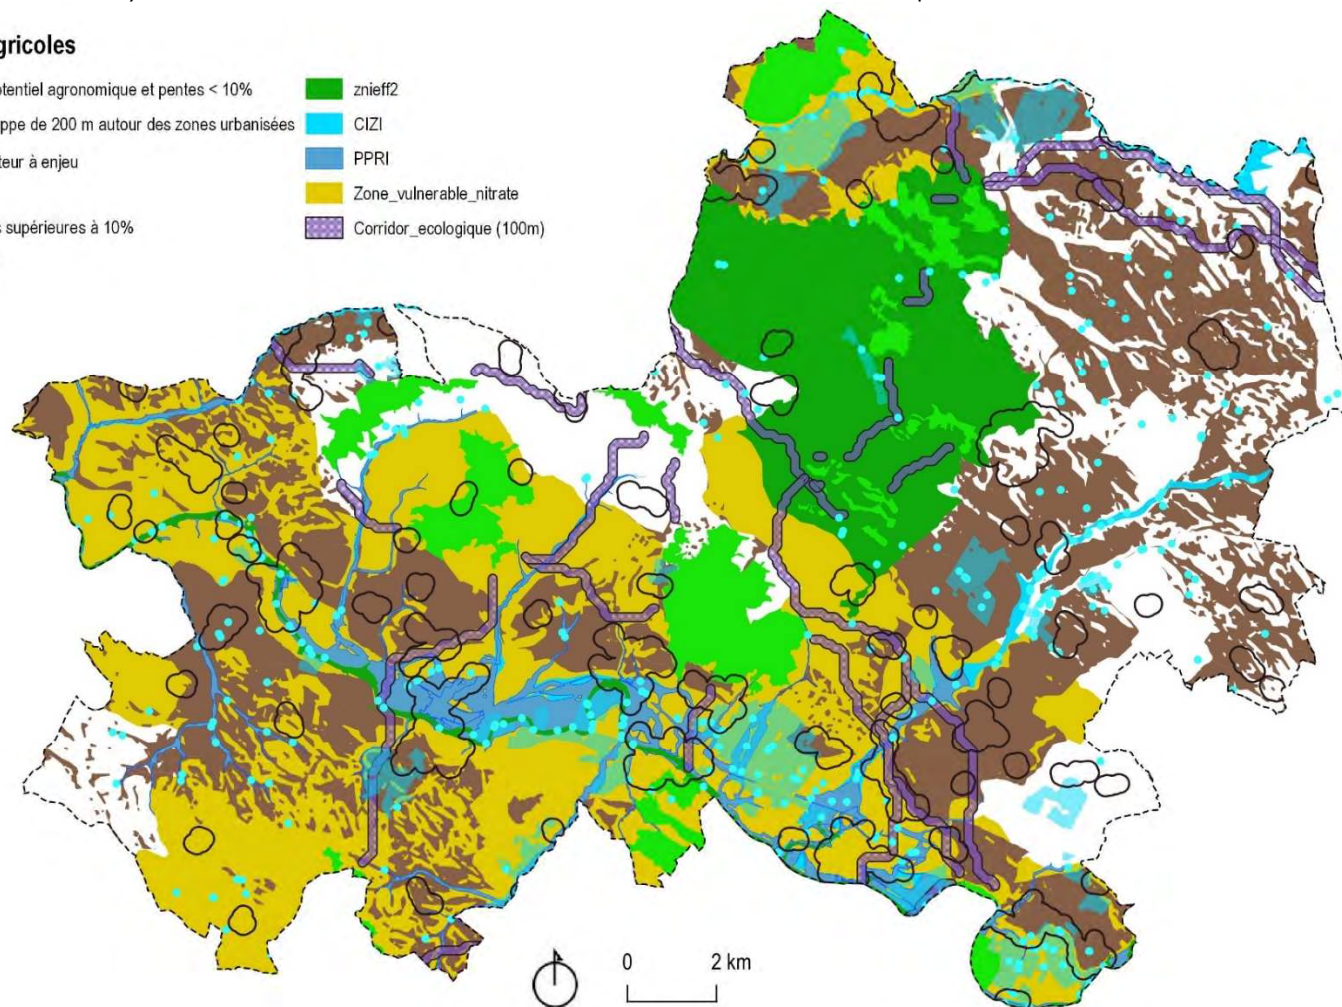 gricoles
otentiel agronomique et pentes < 10%
ppe de 200 m autour des zones urbanisées
teur à enjeu
s supérieures à 10%
znieff2
CIZI
PPRI
Zone_vulnerable_nitrate
Corridor_ecologique (100m)
0 2 km